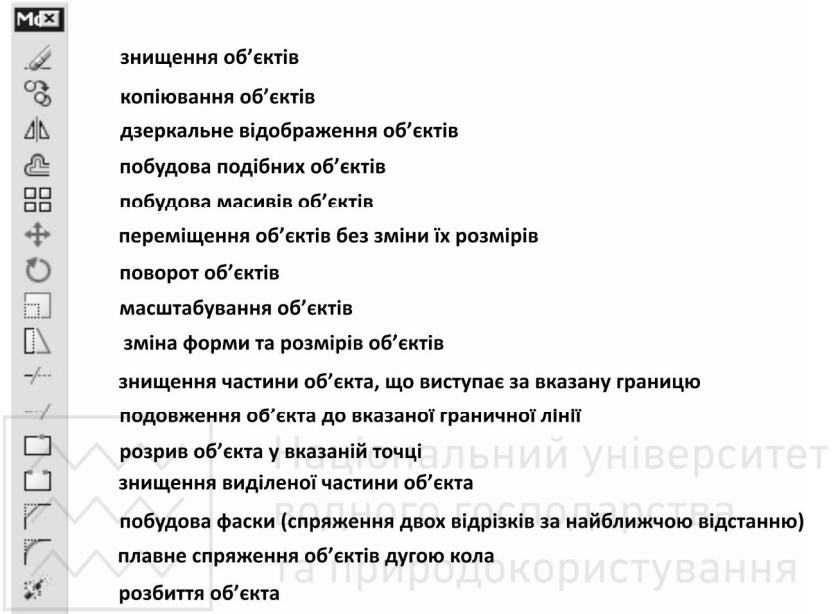 знищення об’єктів
копіювання об’єктів
дзеркальне відображення об’єктів
побудова подібних об’єктів
побудова масивів об’єктів
переміщення об’єктів без зміни їх розмірів
поворот об’єктів
масштабування об’єктів
зміна форми та розмірів об’єктів
знищення частини об’єкта, що виступає за вказану границю
подовження об’єкта до вказаної граничної лінії
розрив об’єкта у вказаній точці
Національний університет
знищення виділеної частини об’єкта
водного господарства
побудова фаски (спряження двох відрізків за найближчою відстанню)
плавне спряження об’єктів дугою кола
та природокористування
розбиття об’єкта